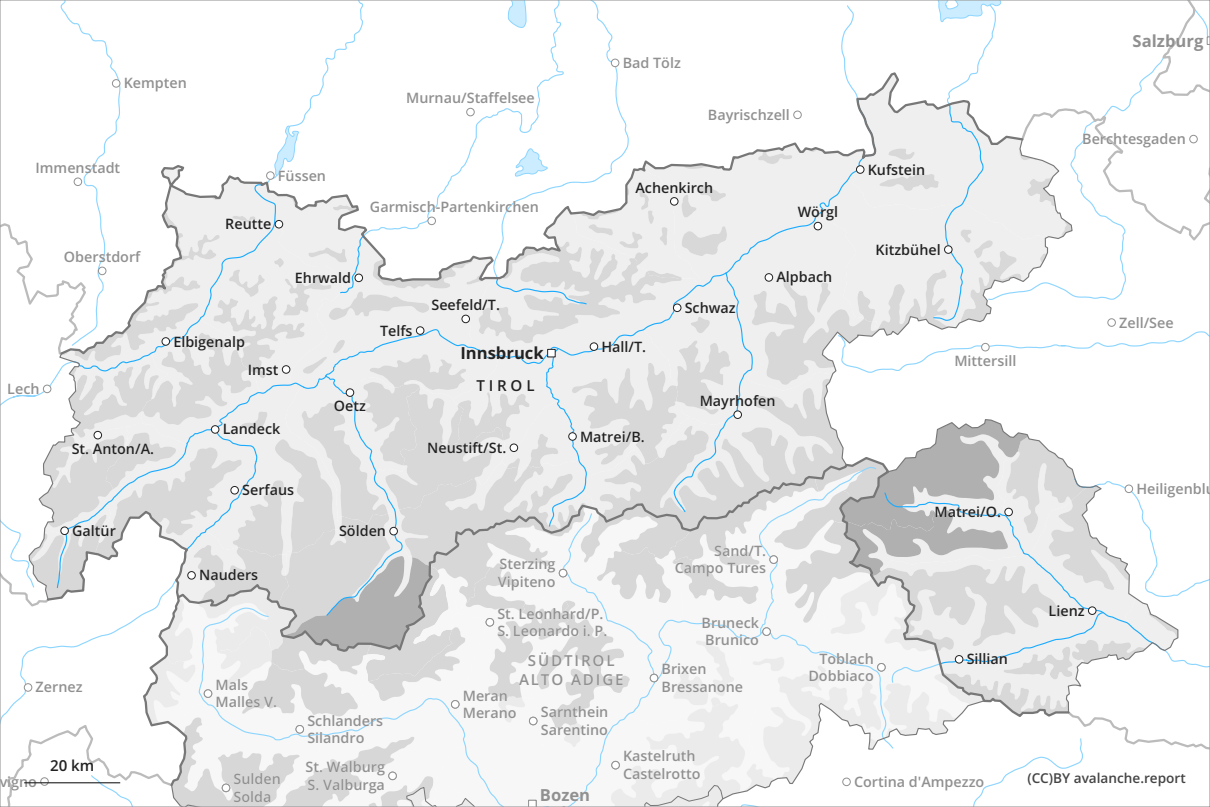 Salzburg
Bad Tölz
Kempten
Murnau/Staffelsee
Bayrischzell
Berchtesgaden
Immenstadt
Füssen
Kufstein
Achenkirch
Garmisch-Partenkirchen
Wörgl
Reutte
Kitzbühel
Oberstdorf
Ehrwald
Alpbach
Seefeld/T.
Schwaz
Telfs
Zell/See
Elbigenalp
Innsbruck
Hall/T.
Mittersill
Imst
TIROL
Lech
Oetz
Mayrhofen
Landeck
Matrei/B.
St. Anton/A.
Neustift/St.
Serfaus
Heiligenblu
Matrei/O.
Galtür
Sölden
Sand/T.
Campo Tures
Sterzing
Vipiteno
Nauders
Lienz
St. Leonhard/P.
S. Leonardo i. P.
Bruneck
Brunico
SÜDTIROL
ALTO ADIGE
Toblach
Dobbiaco
Sillian
Brixen
Bressanone
Zernez
Mals
Malles V.
Meran
Merano
Sarnthein
Sarentino
Schlanders
Silandro
Kastelruth
Castelrotto
St. Walburg
S. Valburga
20 km
vigno
Sulden
Solda
Cortina d'Ampezzo
(CC)BY avalanche.report
Bozen